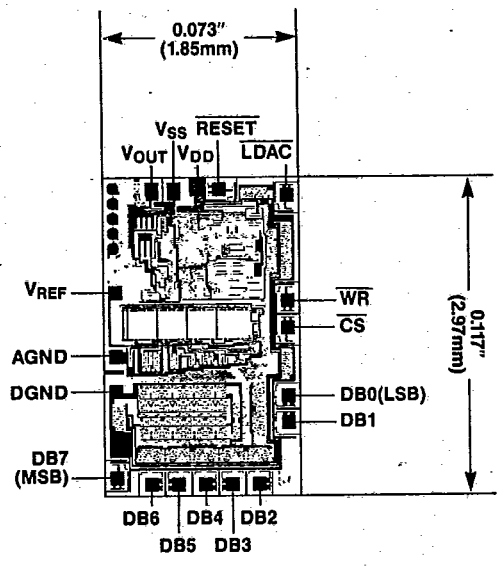 0.073"
(1.85mm)
VSS
RESET
VOUT
VDD
LDAC
VREF
WR
CS
0.117"
(2.97mm)
AGND
DGND
DB0(LSB)
DB1
DB7
(MSB)
DB6
DB5
DB4
DB3
DB2